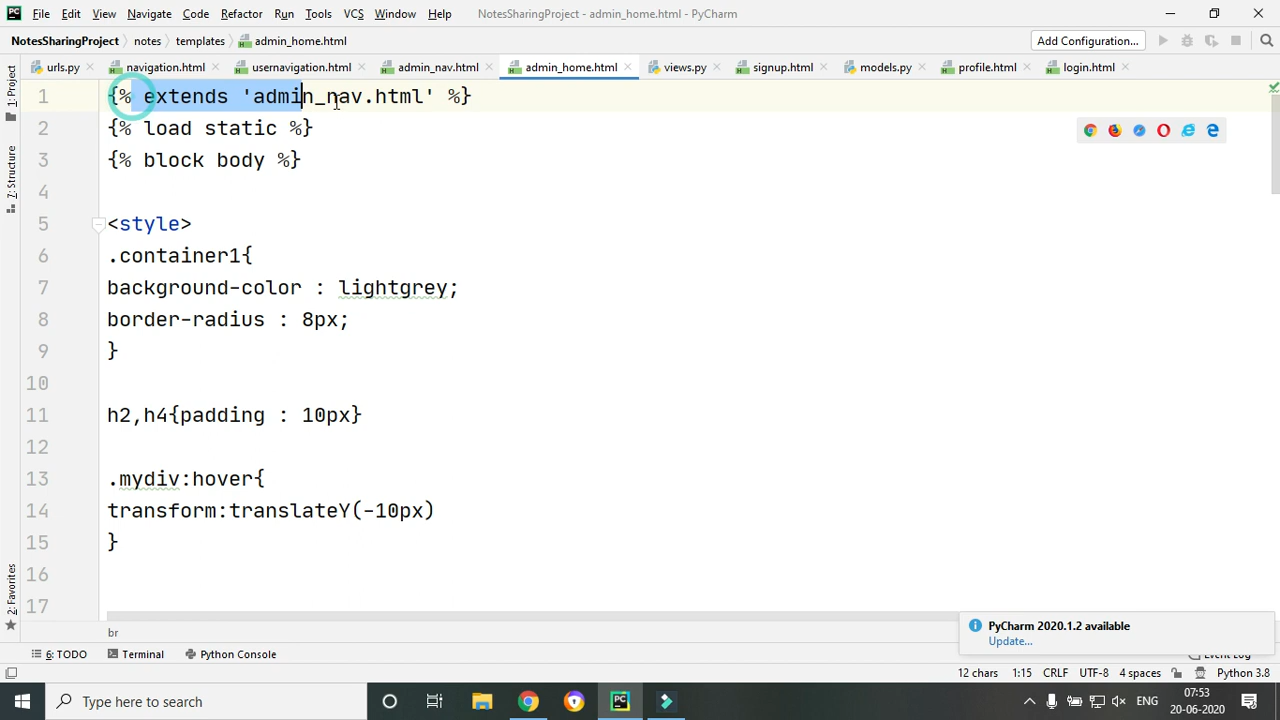 File Edit View Navigate Code Refactor Run Tools VCS Window Help NotesSharingProject - admin_home.html - PyCharm
NotesSharingProject notes templates admin_home.html Add Configuration...
urls.py navigation.html usernavigation.html admin_nav.html admin_home.html views.py signup.html models.py profile.html login.html
1: Project
7: Structure
2: Favorites
1 {% extends 'admin_nav.html' %}
2 {% load static %}
3 {% block body %}
4
5 <style>
6 .container1{
7 background-color : lightgrey;
8 border-radius : 8px;
9 }
10
11 h2,h4{padding : 10px}
12
13 .mydiv:hover{
14 transform:translateY(-10px)
15 }
16
17
PyCharm 2020.1.2 available
Update...
br
6: TODO Terminal Python Console Event Log
12 chars 1:15 CRLF UTF-8 4 spaces Python 3.8
Type here to search ENG 07:53
20-06-2020